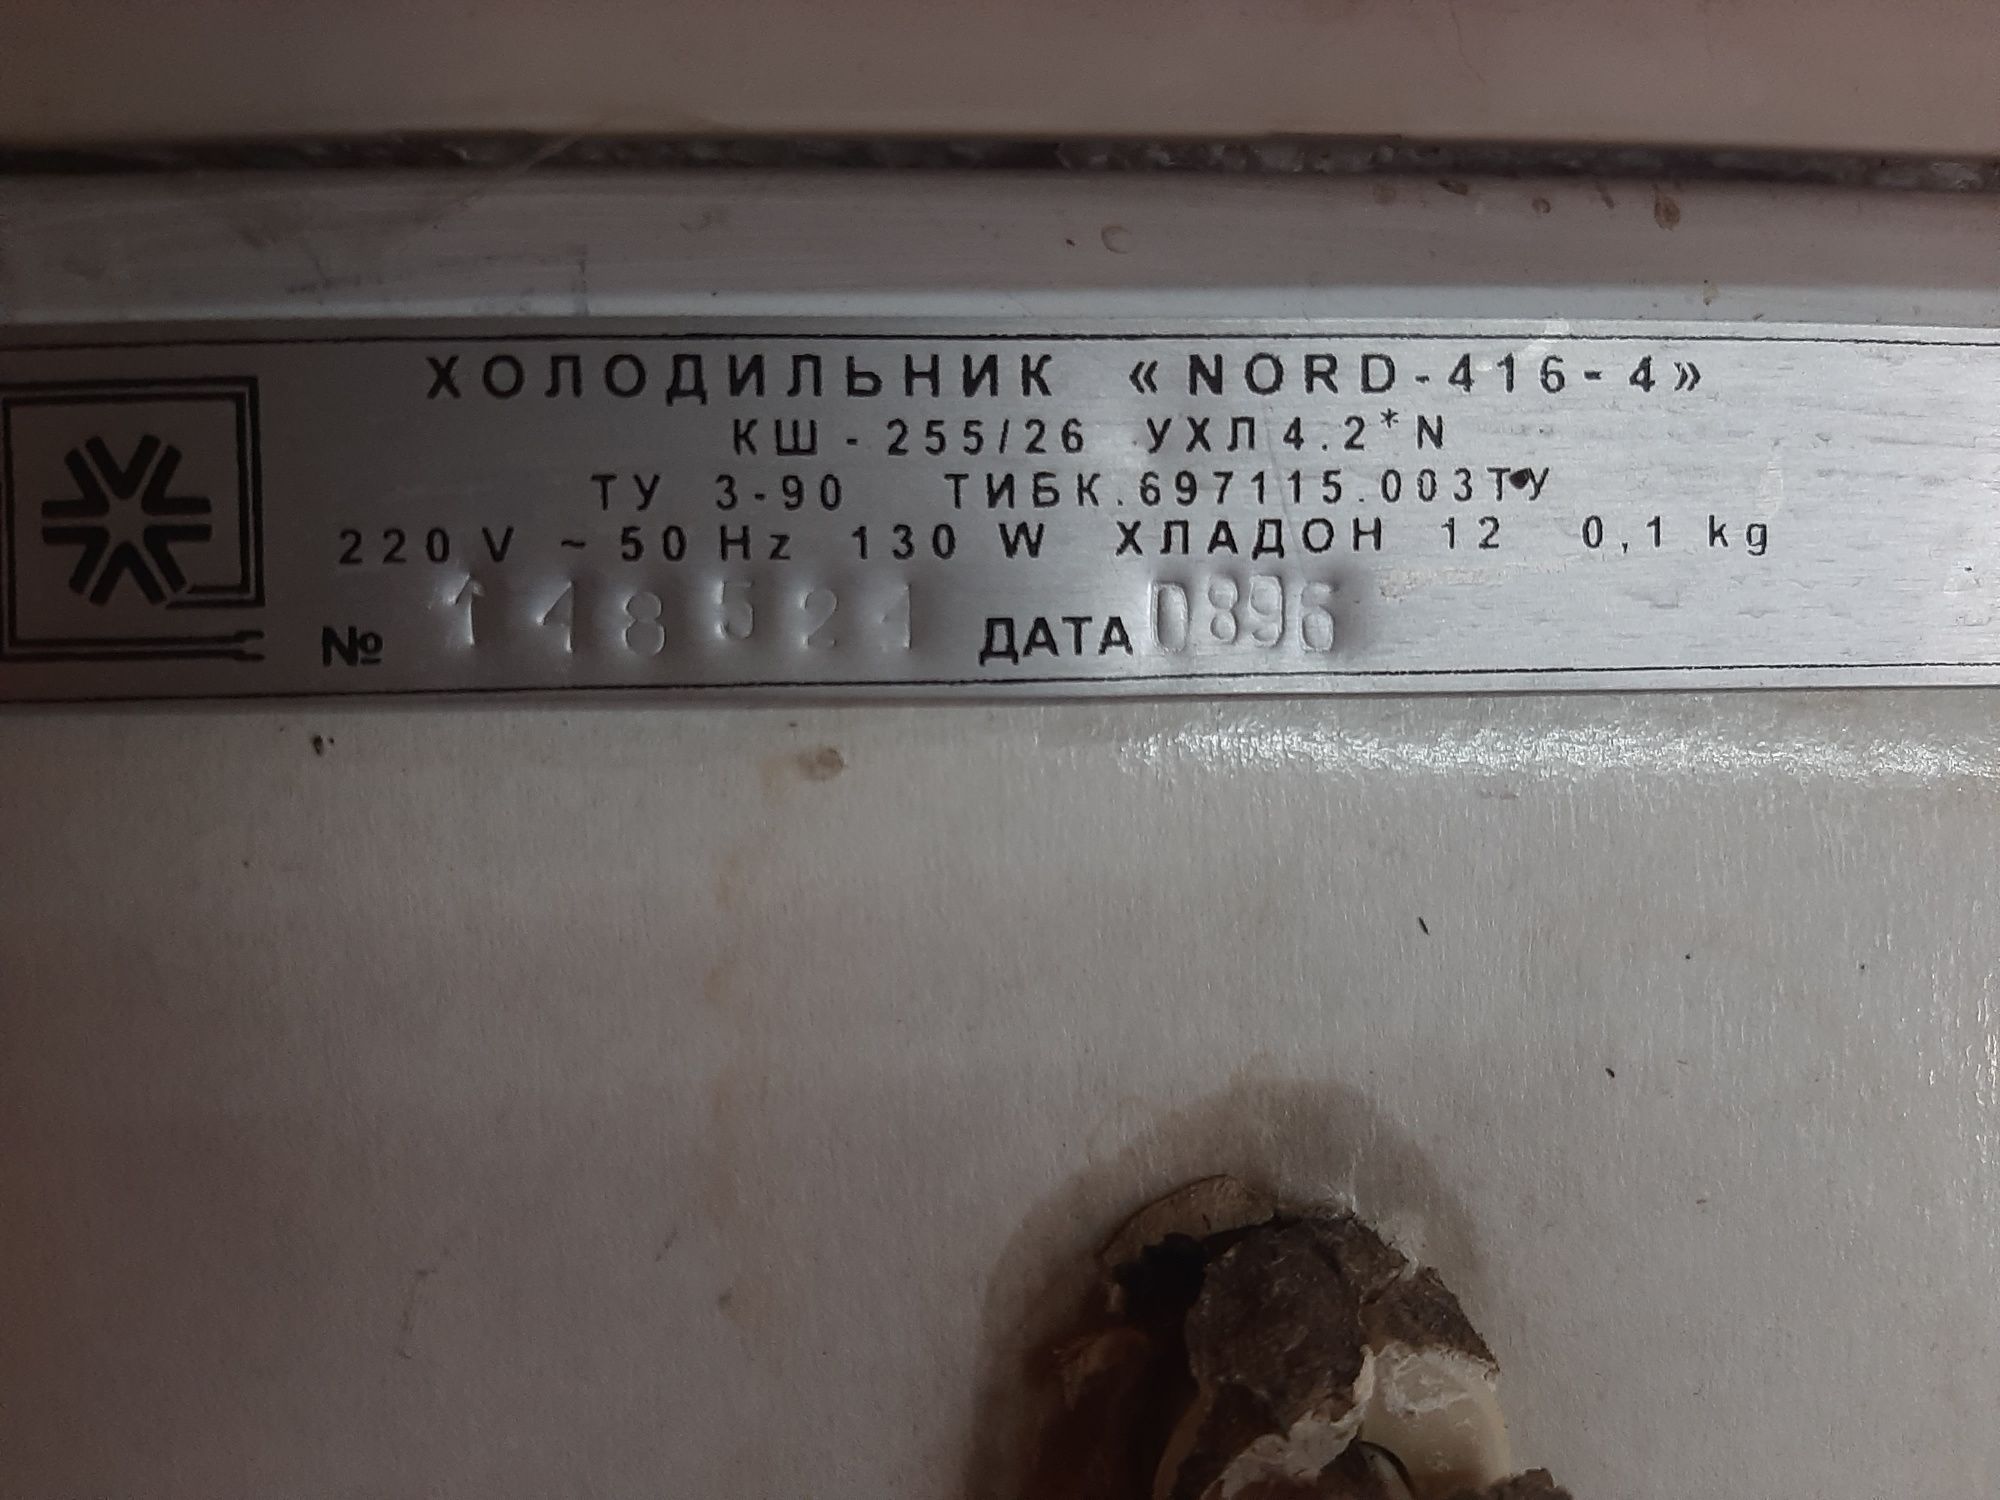 ХОЛОДИЛЬНИК «NORD-416-4»
КШ - 255/26 УХЛ 4.2*N
ТУ 3-90 ТИБК.697115.003ТУ
220 V ~ 50 Hz 130 W ХЛАДОН 12 0,1 kg
№ 148521 ДАТА 0896